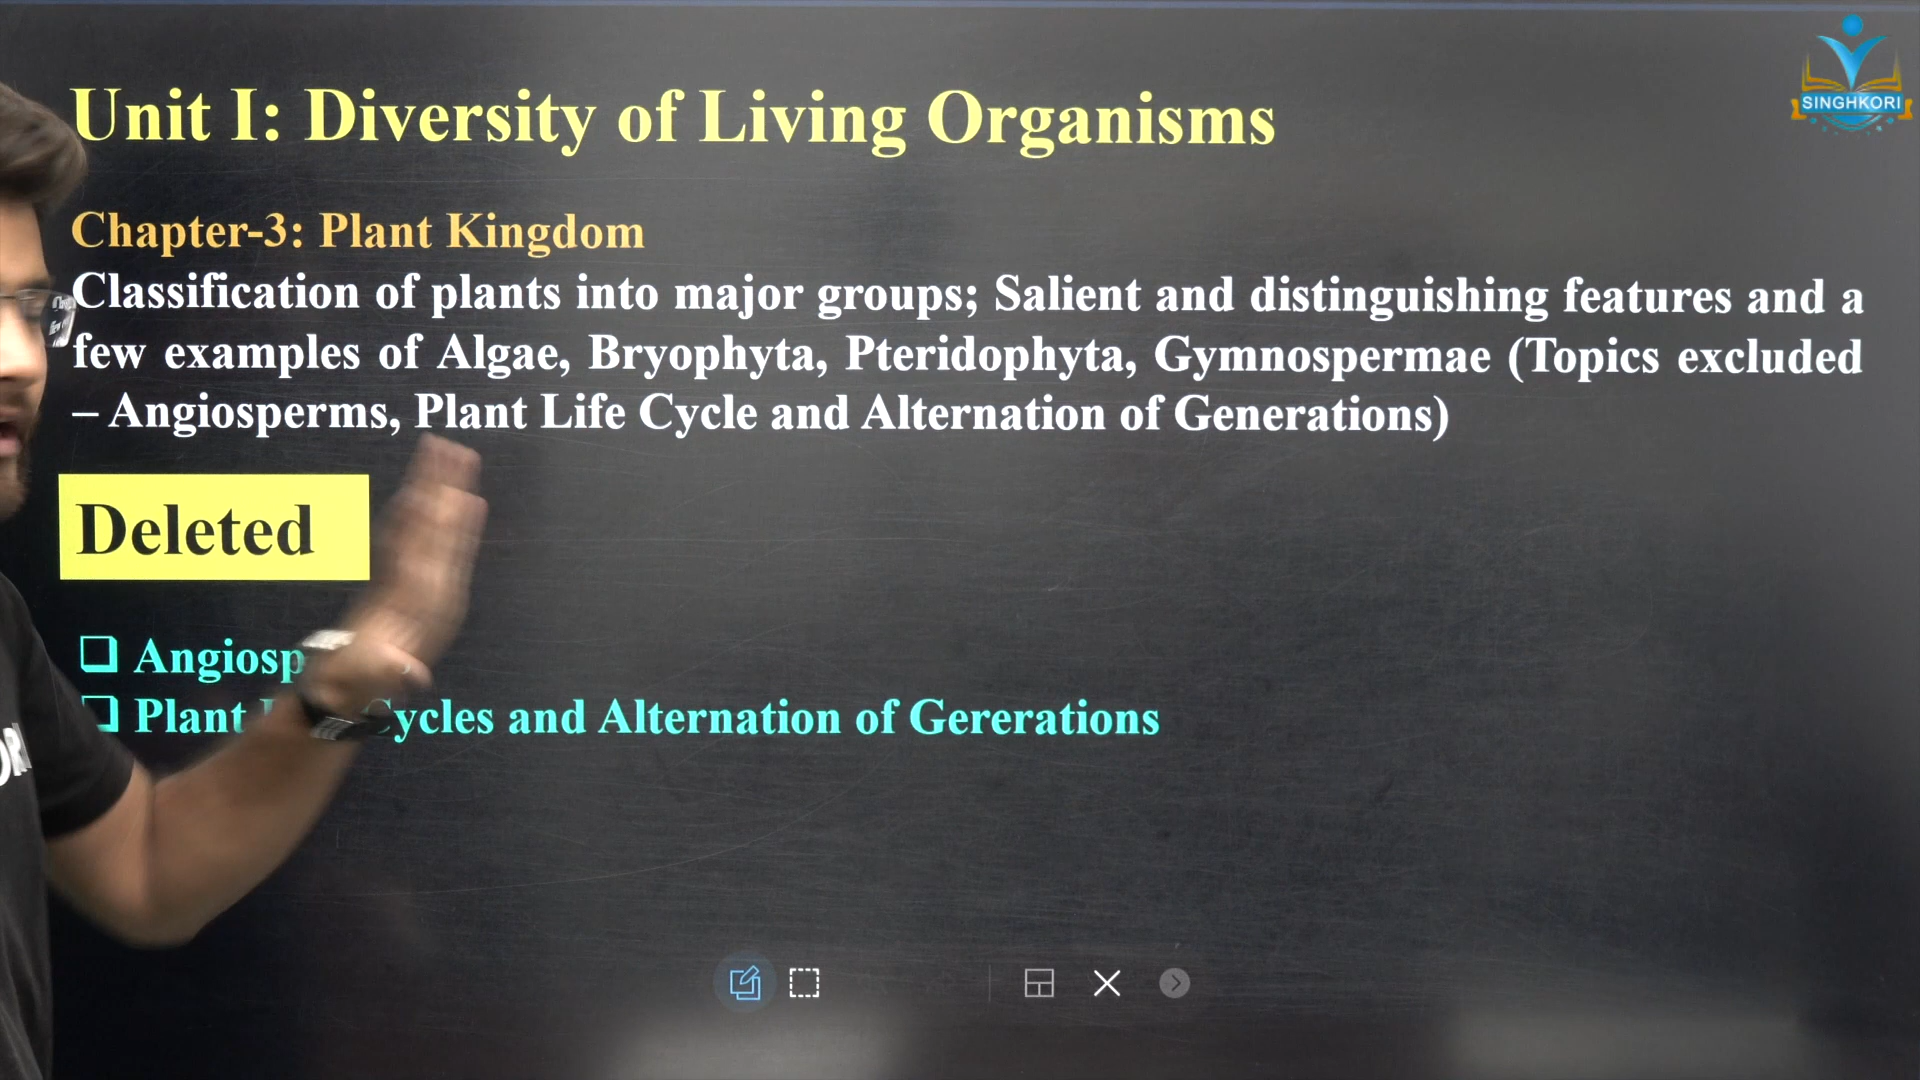 SINGHKORI
Unit I: Diversity of Living Organisms
Chapter-3: Plant Kingdom
Classification of plants into major groups; Salient and distinguishing features and a
few examples of Algae, Bryophyta, Pteridophyta, Gymnospermae (Topics excluded
– Angiosperms, Plant Life Cycle and Alternation of Generations)
Deleted
❑ Angiosp
❑ Plant Cycles and Alternation of Gererations